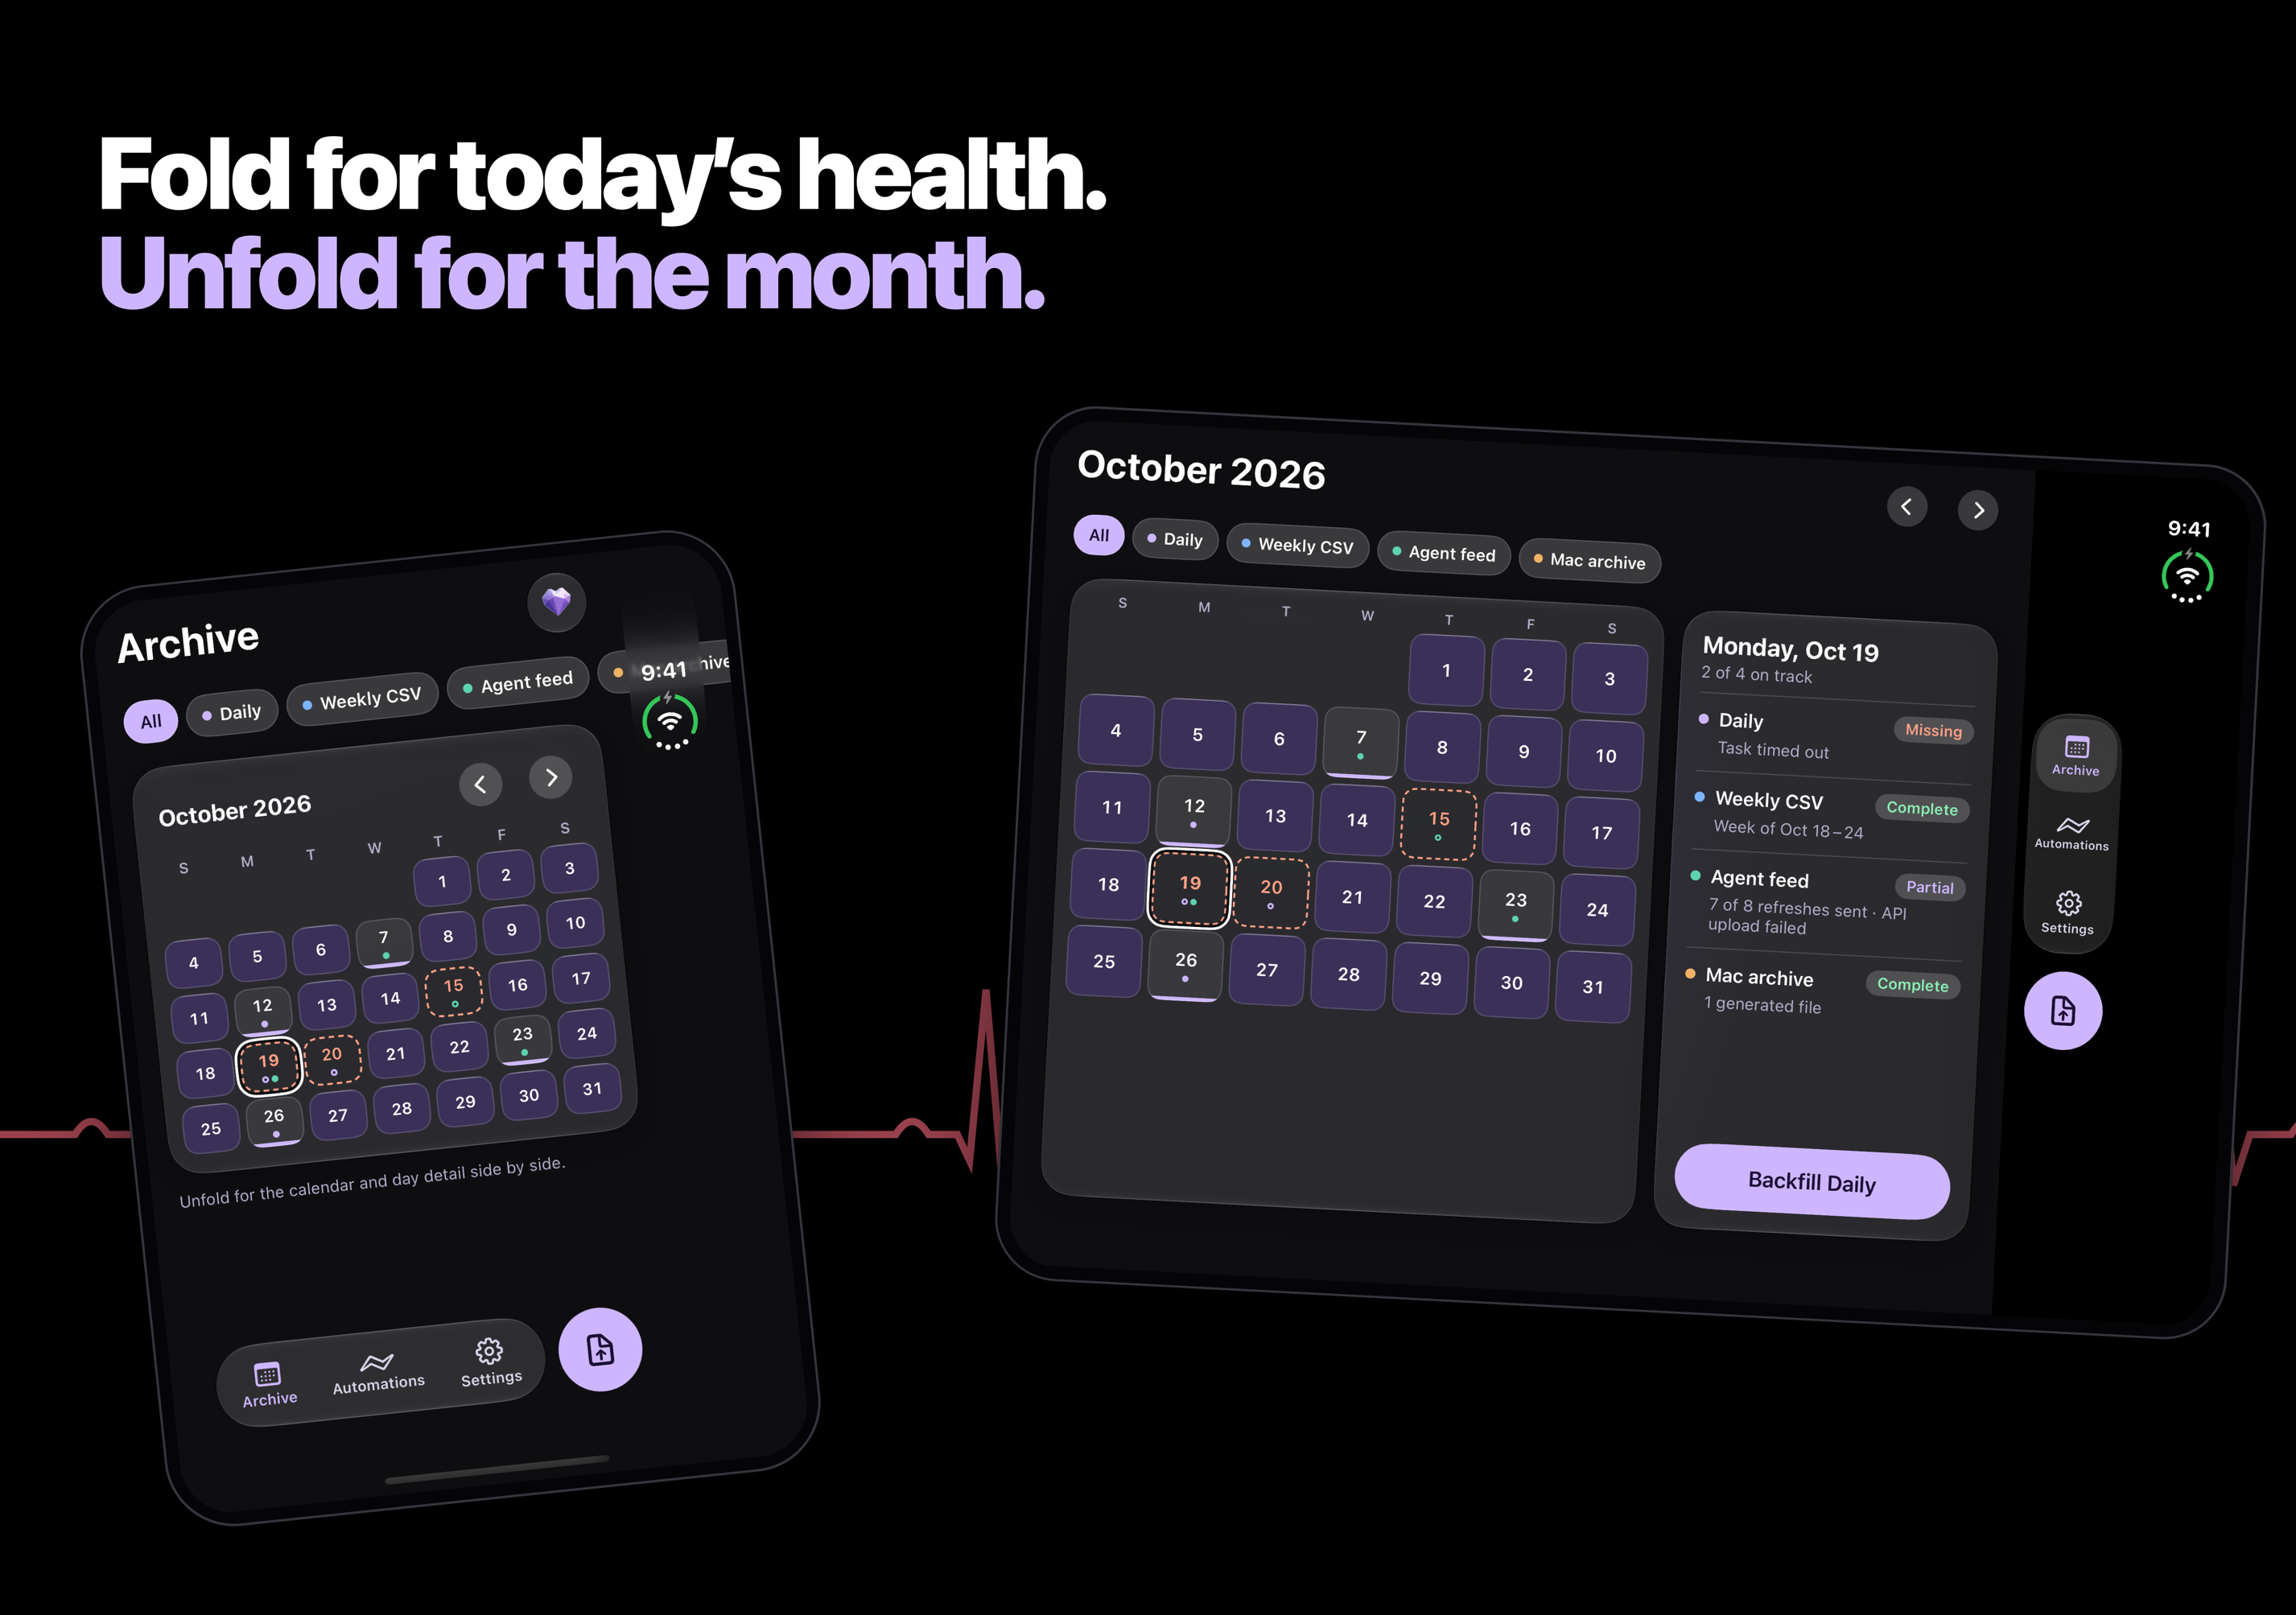 Fold for today’s health.
Unfold for the month.
Archive
All
Daily
Weekly CSV
Agent feed
9:41
October 2026
S M T W T F S
1 2 3
4 5 6 7 8 9 10
11 12 13 14 15 16 17
18 19 20 21 22 23 24
25 26 27 28 29 30 31
Unfold for the calendar and day detail side by side.
Archive
Automations
Settings
October 2026
All
Daily
Weekly CSV
Agent feed
Mac archive
S M T W T F S
1 2 3
4 5 6 7 8 9 10
11 12 13 14 15 16 17
18 19 20 21 22 23 24
25 26 27 28 29 30 31
Monday, Oct 19
2 of 4 on track
Daily Missing
Task timed out
Weekly CSV Complete
Week of Oct 18–24
Agent feed Partial
7 of 8 refreshes sent · API
upload failed
Mac archive Complete
1 generated file
Backfill Daily
9:41
Archive
Automations
Settings